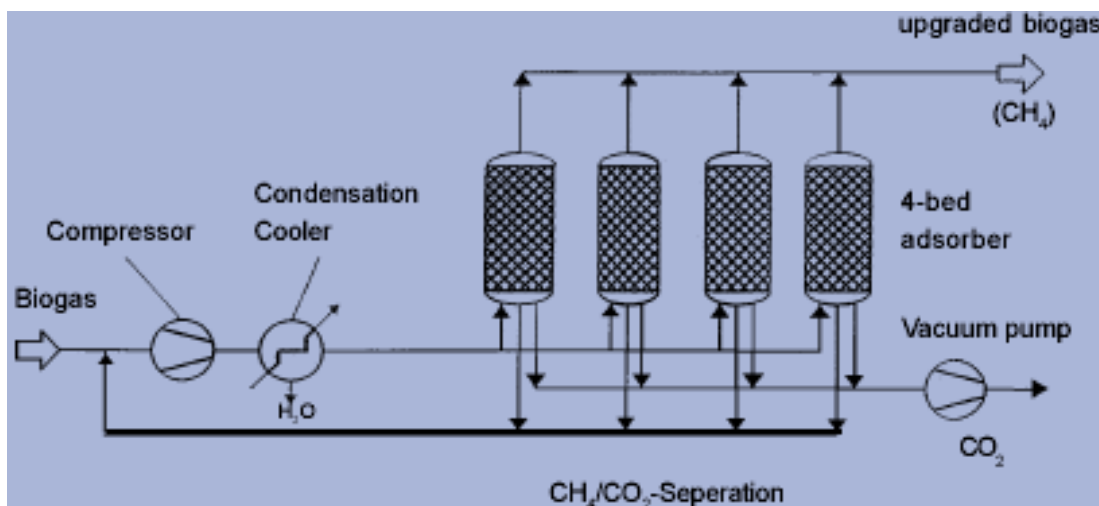 upgraded biogas
(CH₄)
Condensation
Cooler
Compressor
4-bed
adsorber
Biogas
Vacuum pump
H₂O
CO₂
CH₄/CO₂-Seperation